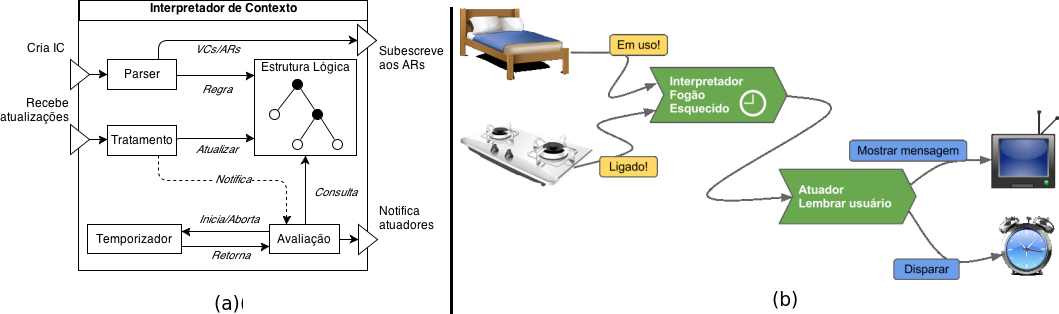 Interpretador de Contexto
Cria IC
VCs/ARs
Subescreve
aos ARs
Parser
Regra
Estrutura Lógica
Recebe
atualizações
Tratamento
Atualizar
Notifica
Consulta
Inicia/Aborta
Notifica
atuadores
Temporizador
Avaliação
Retorna
(a)(
Em uso!
Interpretador
Fogão
Esquecido
Ligado!
Mostrar mensagem
Atuador
Lembrar usuário
Disparar
(b)